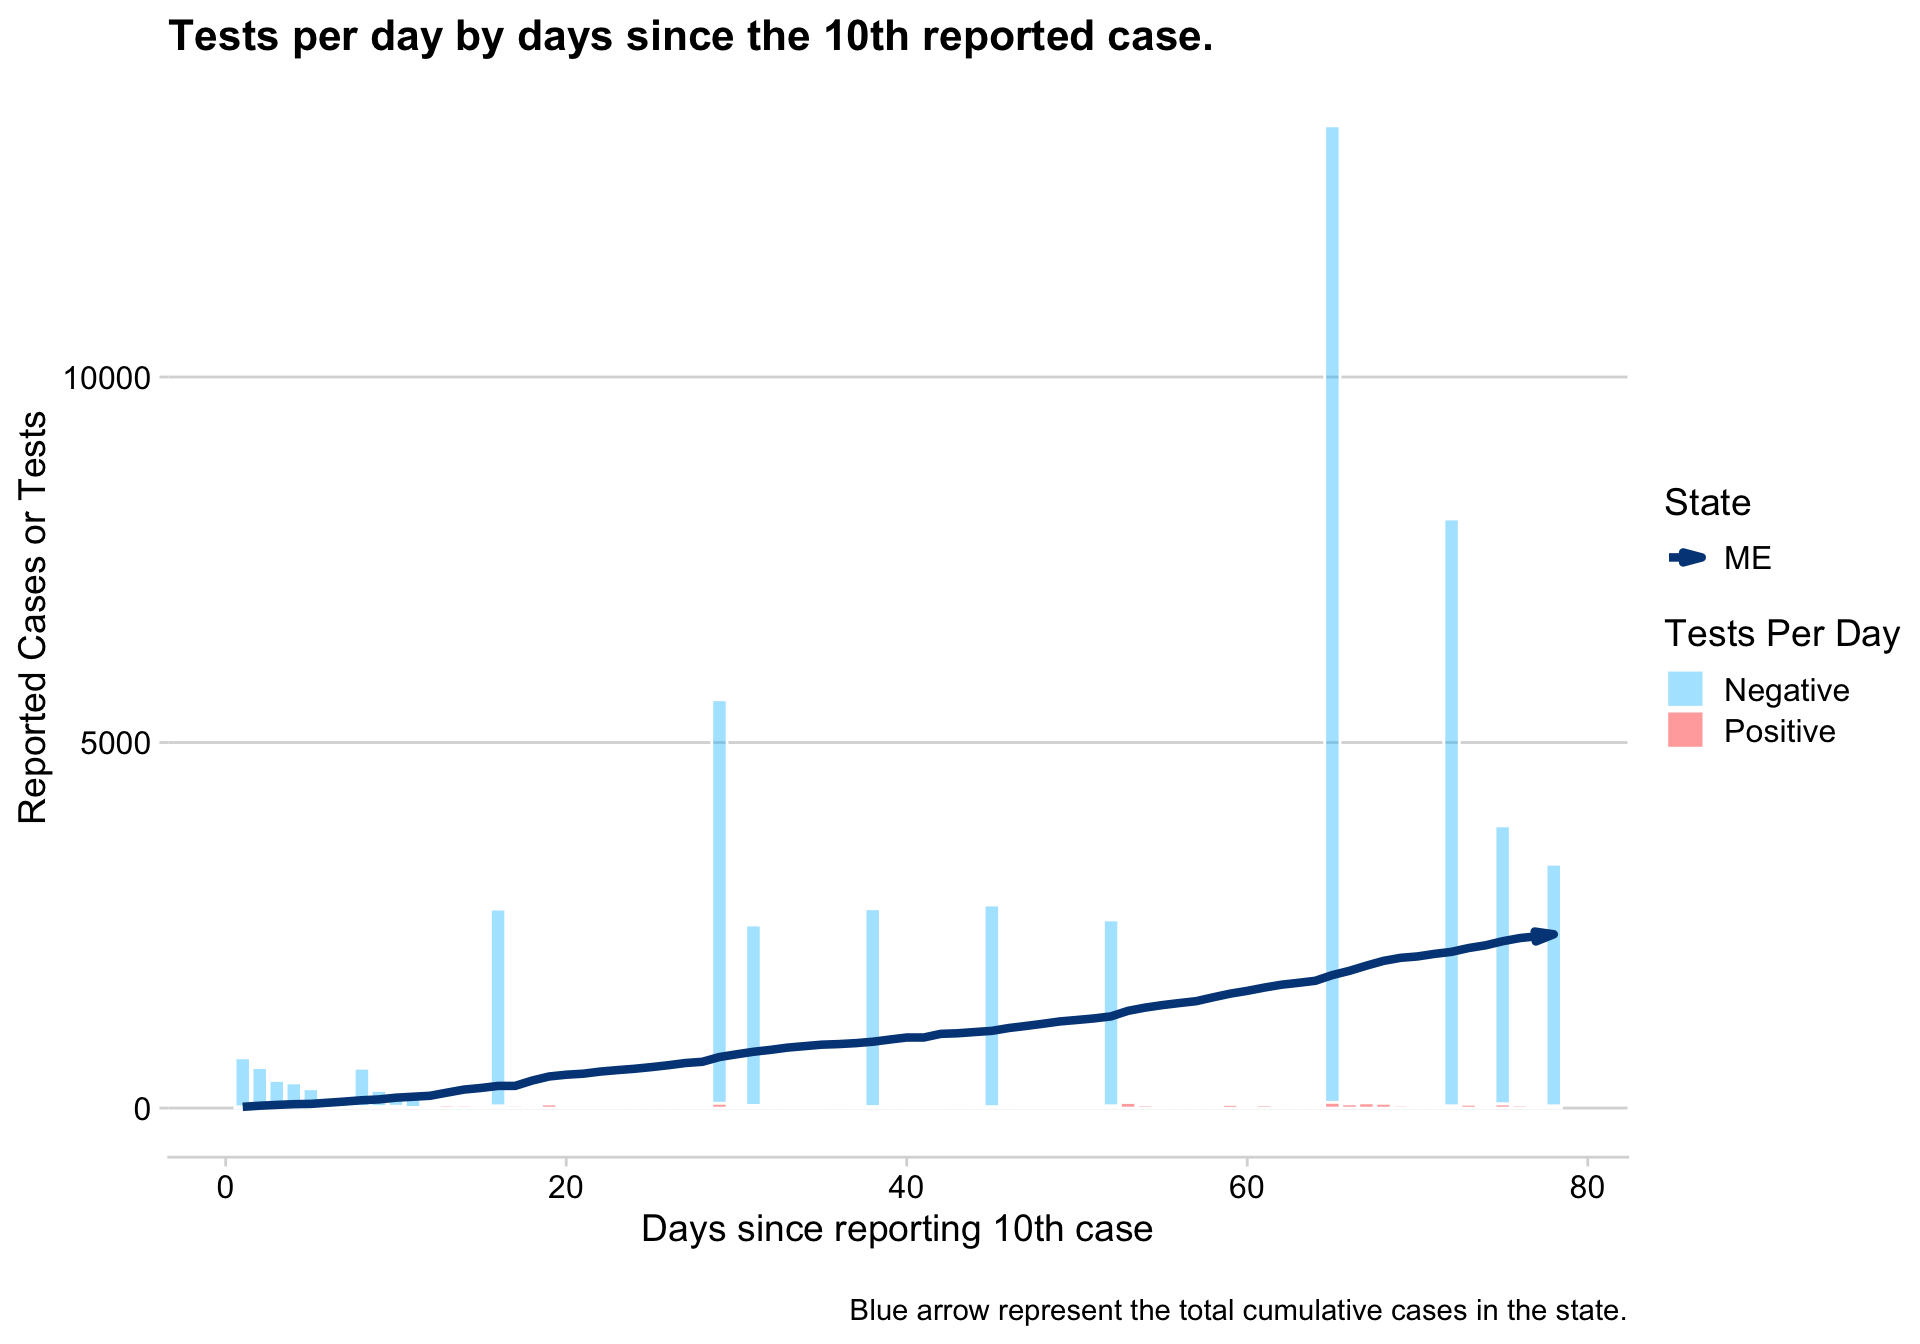 Tests per day by days since the 10th reported case.
Reported Cases or Tests
10000
5000
0
0 20 40 60 80
Days since reporting 10th case
State
ME
Tests Per Day
Negative
Positive
Blue arrow represent the total cumulative cases in the state.